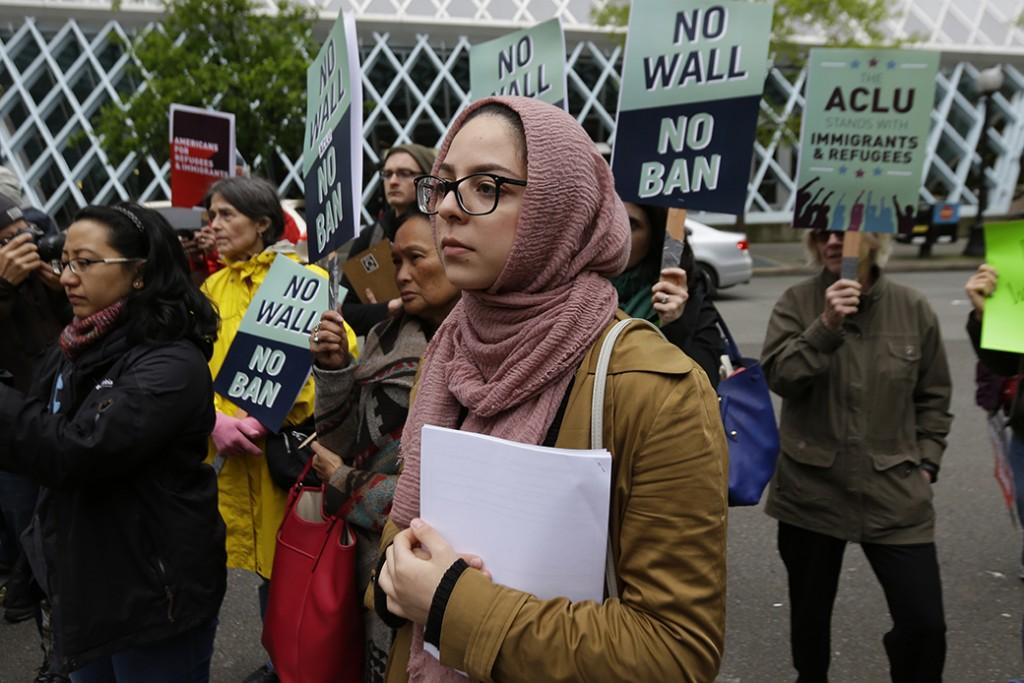 NO
WALL
NO
BAN
NO
WALL
NO
WALL
NO
BAN
THE
ACLU
STANDS WITH
IMMIGRANTS
& REFUGEES
AMERICANS
FOR
REFUGEES
& IMMIGRANTS
NO
WALL
NO
BAN